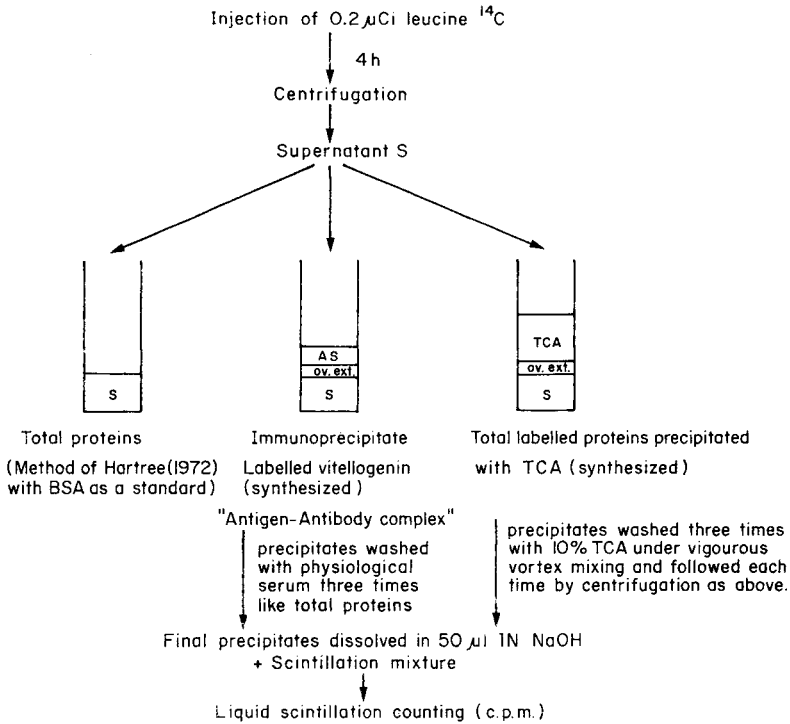 Injection of 0.2 μCi leucine ¹⁴C
4h
Centrifugation
Supernatant S
S
AS
ov. ext.
S
TCA
ov. ext.
S
Total proteins
(Method of Hartree(1972)
with BSA as a standard)
Immunoprecipitate
Labelled vitellogenin
(synthesized)
"Antigen-Antibody complex"
precipitates washed
with physiological
serum three times
like total proteins
Total labelled proteins precipitated
with TCA (synthesized)
precipitates washed three times
with 10% TCA under vigourous
vortex mixing and followed each
time by centrifugation as above.
Final precipitates dissolved in 50 μl 1N NaOH
+ Scintillation mixture
Liquid scintillation counting (c.p.m.)